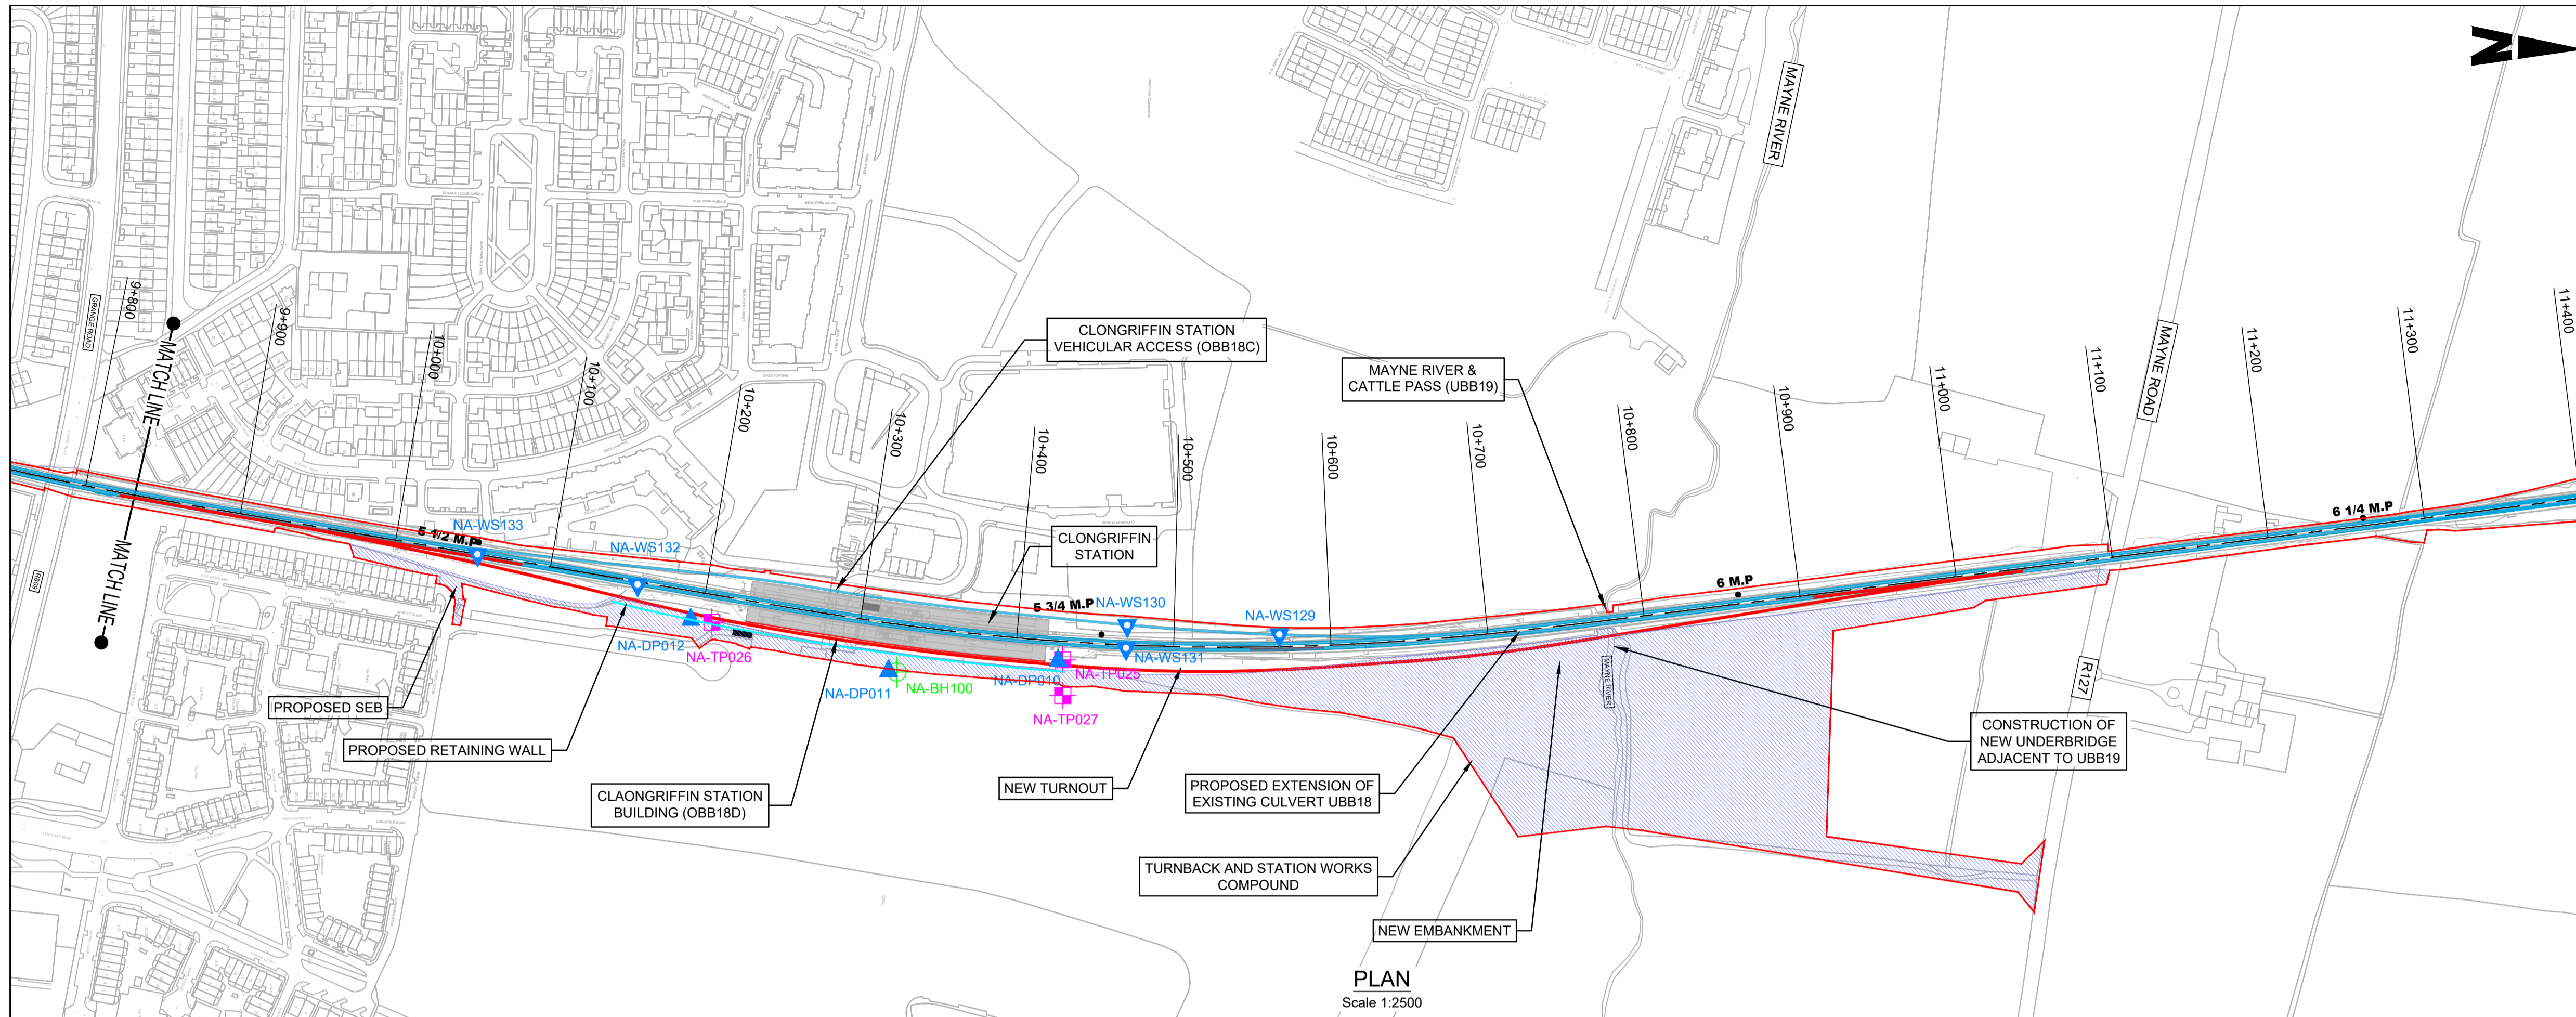 N
MAYNE RIVER
GRANGE ROAD
MATCH LINE
MATCH LINE
R809
9+800
9+900
10+000
10+100
10+200
10+300
10+400
10+500
10+600
10+700
10+800
10+900
11+000
11+100
11+200
11+300
11+400
MAYNE ROAD
R127
CLONGRIFFIN STATION
VEHICULAR ACCESS (OBB18C)
MAYNE RIVER &
CATTLE PASS (UBB19)
CLONGRIFFIN
STATION
5 1/2 M.P
5 3/4 M.P
6 M.P
6 1/4 M.P
NA-WS133
NA-WS132
NA-WS130
NA-WS129
NA-WS131
NA-DP012
NA-TP026
NA-DP011
NA-BH100
NA-DP010
NA-TP025
NA-TP027
MAYNE RIVER
PROPOSED SEB
PROPOSED RETAINING WALL
CLAONGRIFFIN STATION
BUILDING (OBB18D)
NEW TURNOUT
PROPOSED EXTENSION OF
EXISTING CULVERT UBB18
CONSTRUCTION OF
NEW UNDERBRIDGE
ADJACENT TO UBB19
TURNBACK AND STATION WORKS
COMPOUND
NEW EMBANKMENT
PLAN
Scale 1:2500